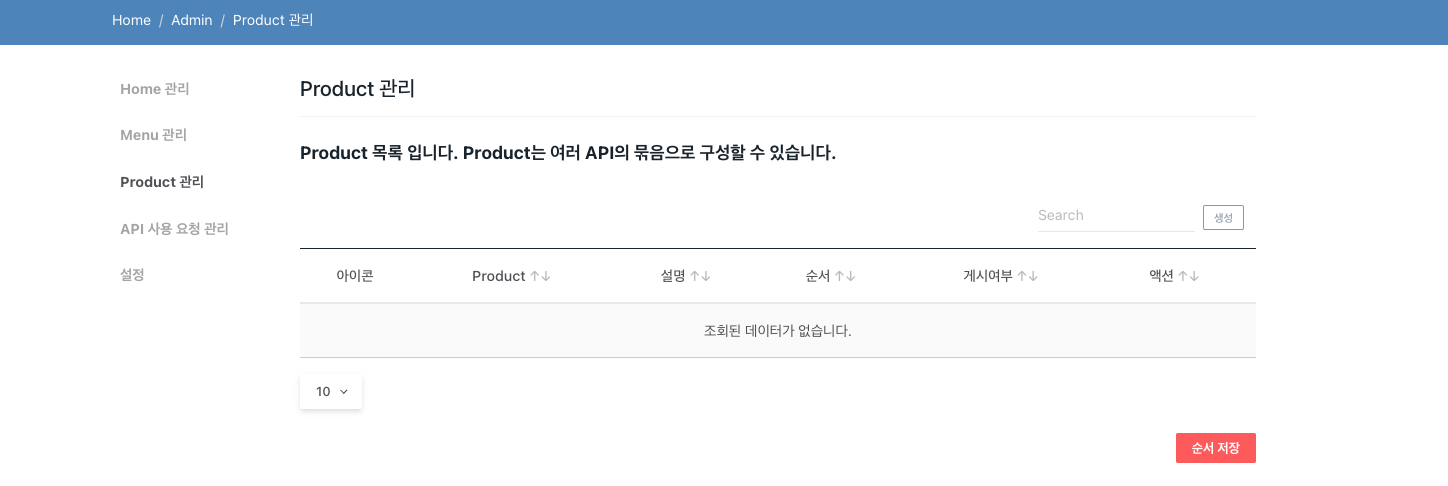 Home / Admin / Product 관리
Home 관리
Menu 관리
Product 관리
API 사용 요청 관리
설정
Product 관리
Product 목록 입니다. Product는 여러 API의 묶음으로 구성할 수 있습니다.
Search 생성
아이콘 Product ↑↓ 설명 ↑↓ 순서 ↑↓ 게시여부 ↑↓ 액션 ↑↓
조회된 데이터가 없습니다.
10
순서 저장